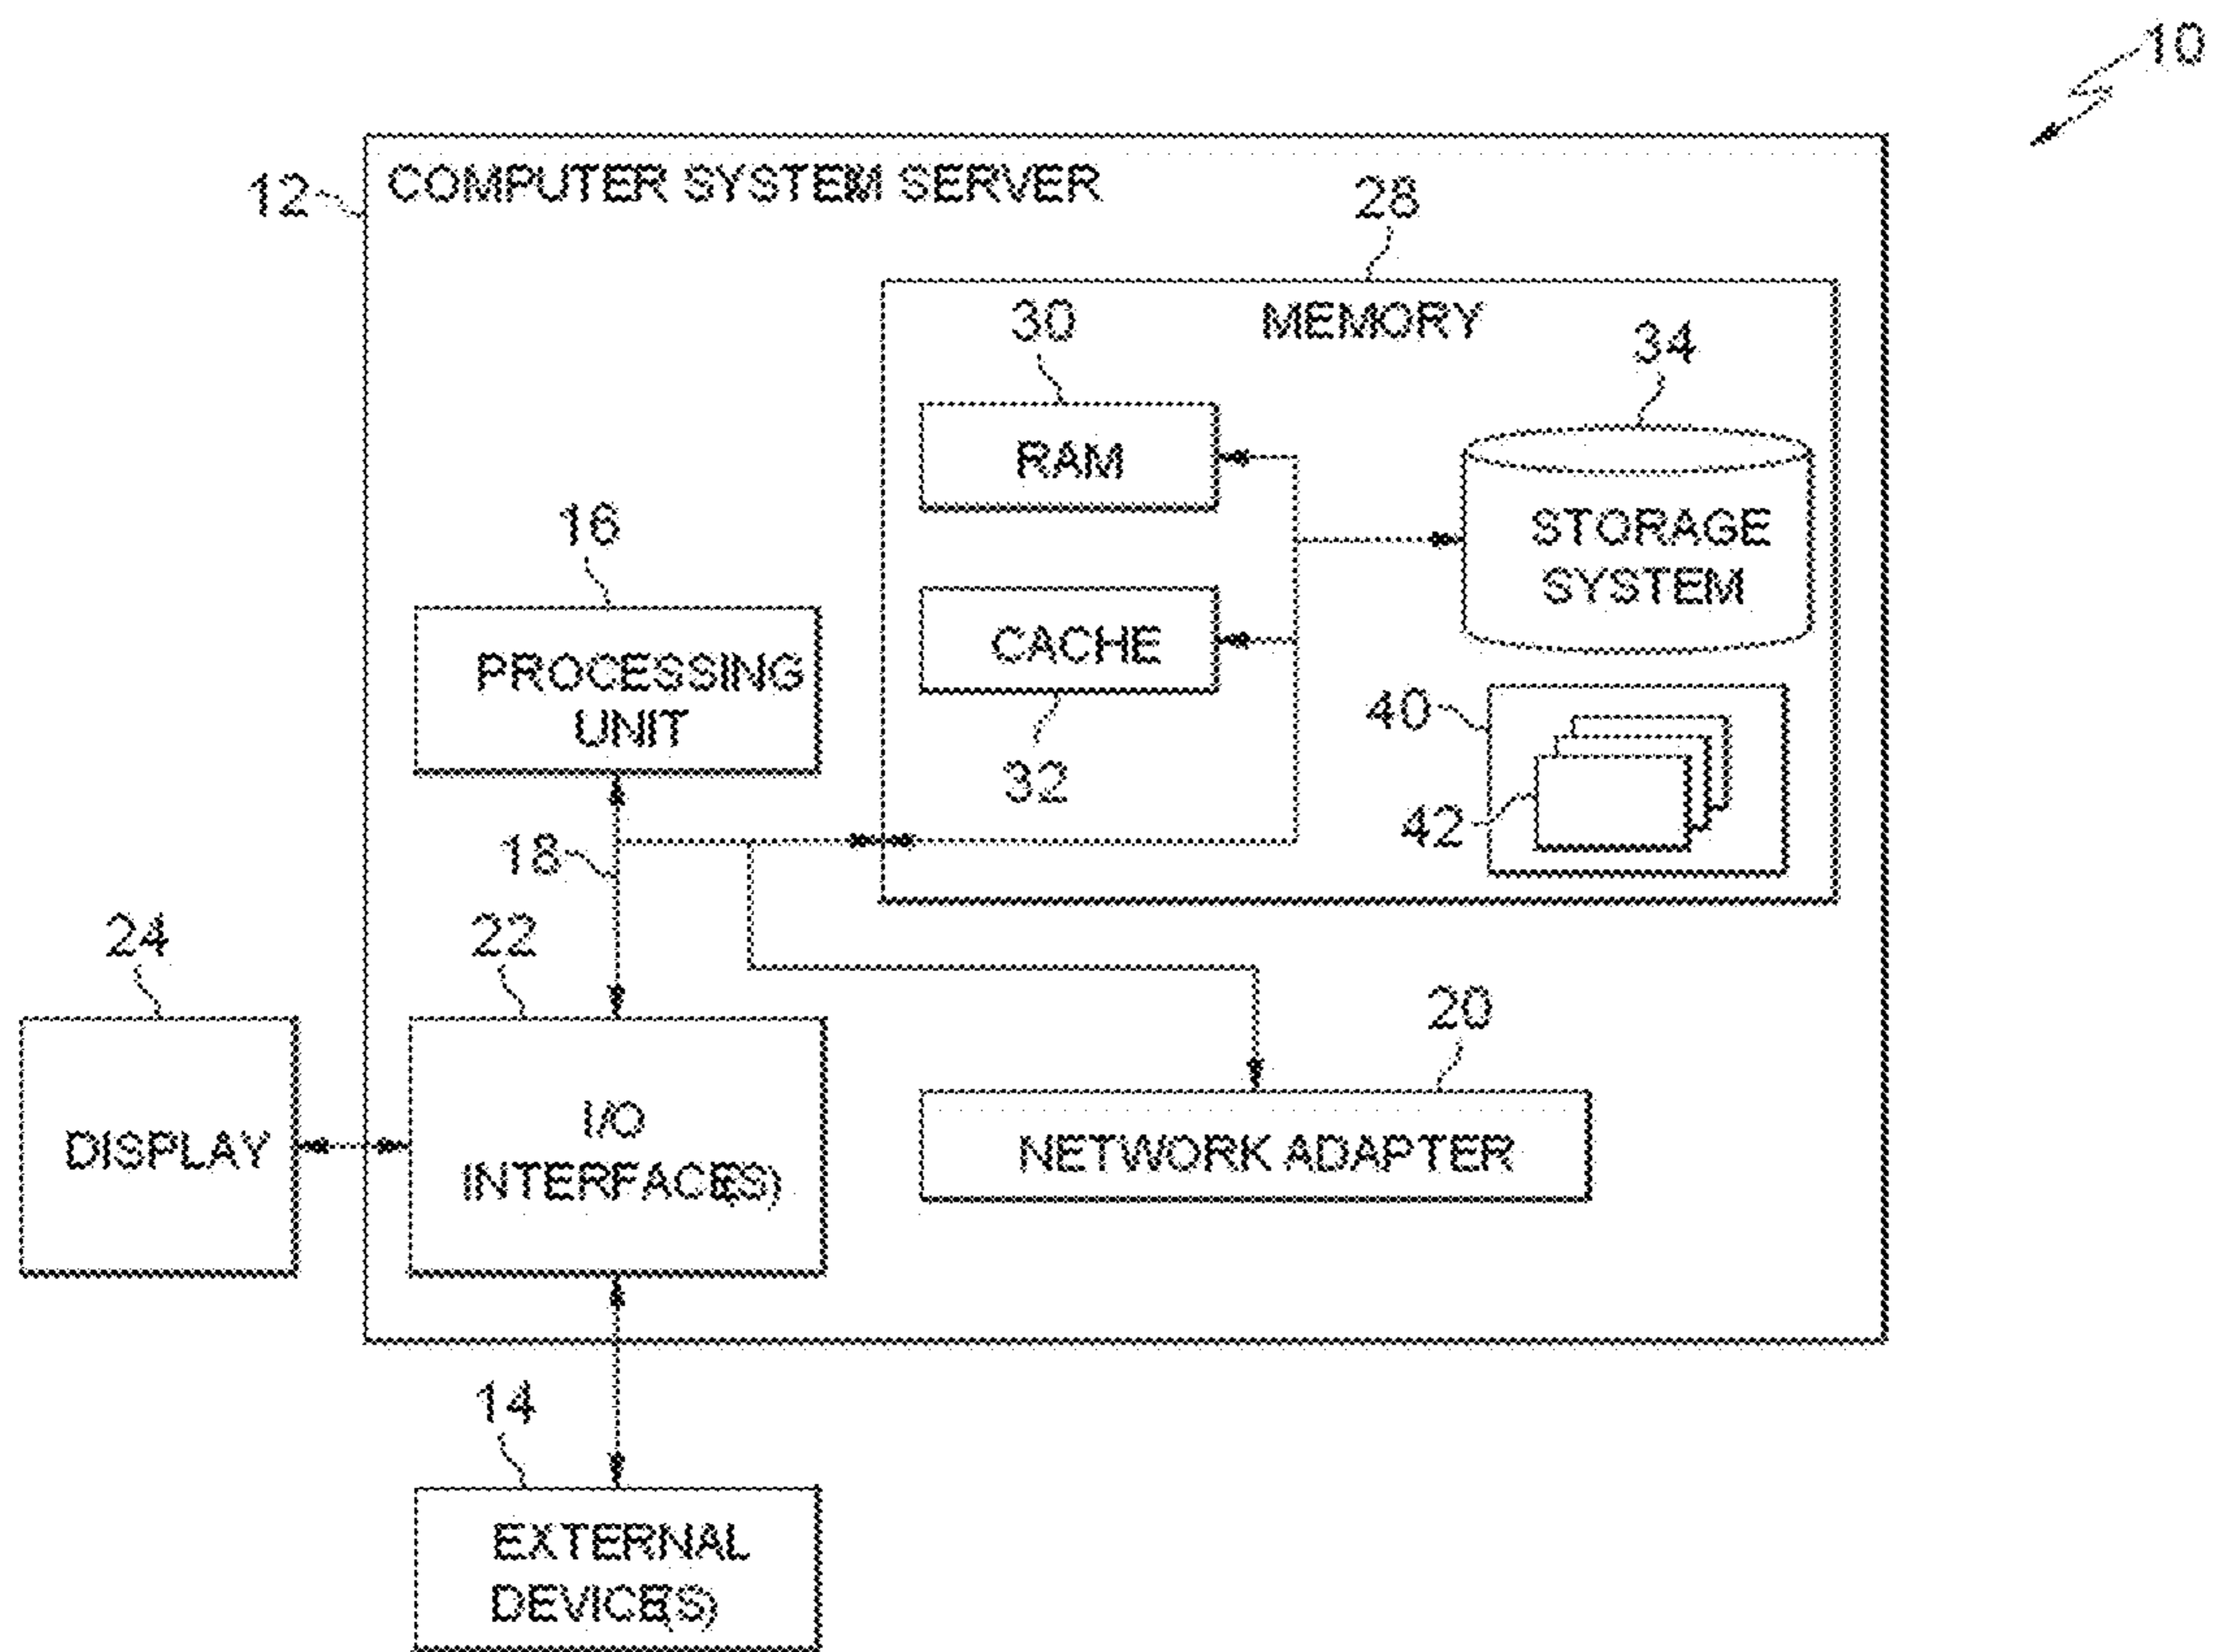 10
12
COMPUTER SYSTEM SERVER
28
MEMORY
30
34
RAM
STORAGE
SYSTEM
16
PROCESSING
UNIT
CACHE
32
40
42
18
24
22
20
DISPLAY
I/O
INTERFACE(S)
NETWORK ADAPTER
14
EXTERNAL
DEVICE(S)